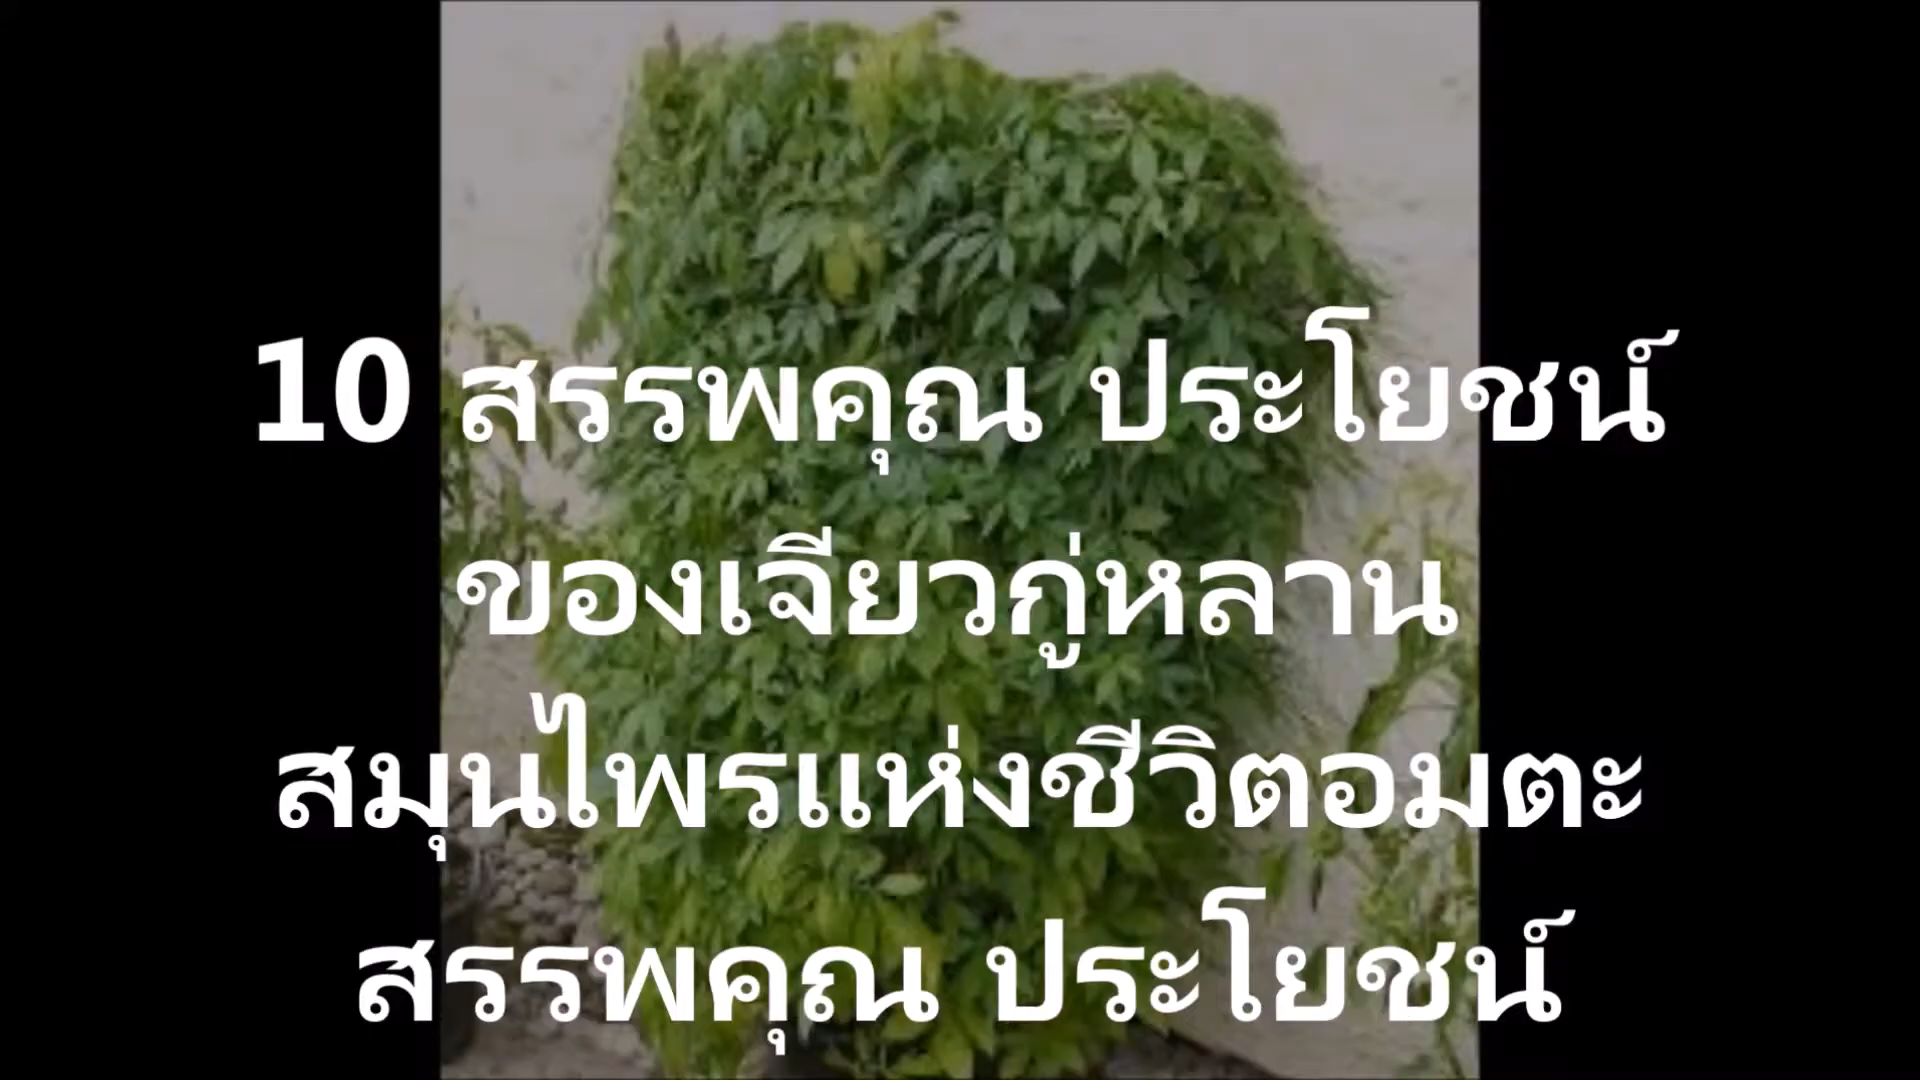 10 สรรพคุณ ประโยชน์
ของเจียวกู่หลาน
สมุนไพรแห่งชีวิตอมตะ
สรรพคุณ ประโยชน์